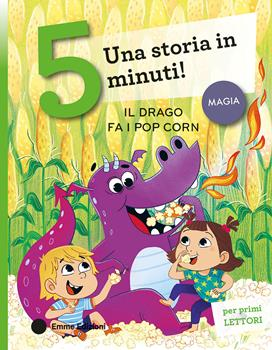 5 Una storia in
minuti!
MAGIA
IL DRAGO
FA I POP CORN
per primi
LETTORI
Emme Edizioni